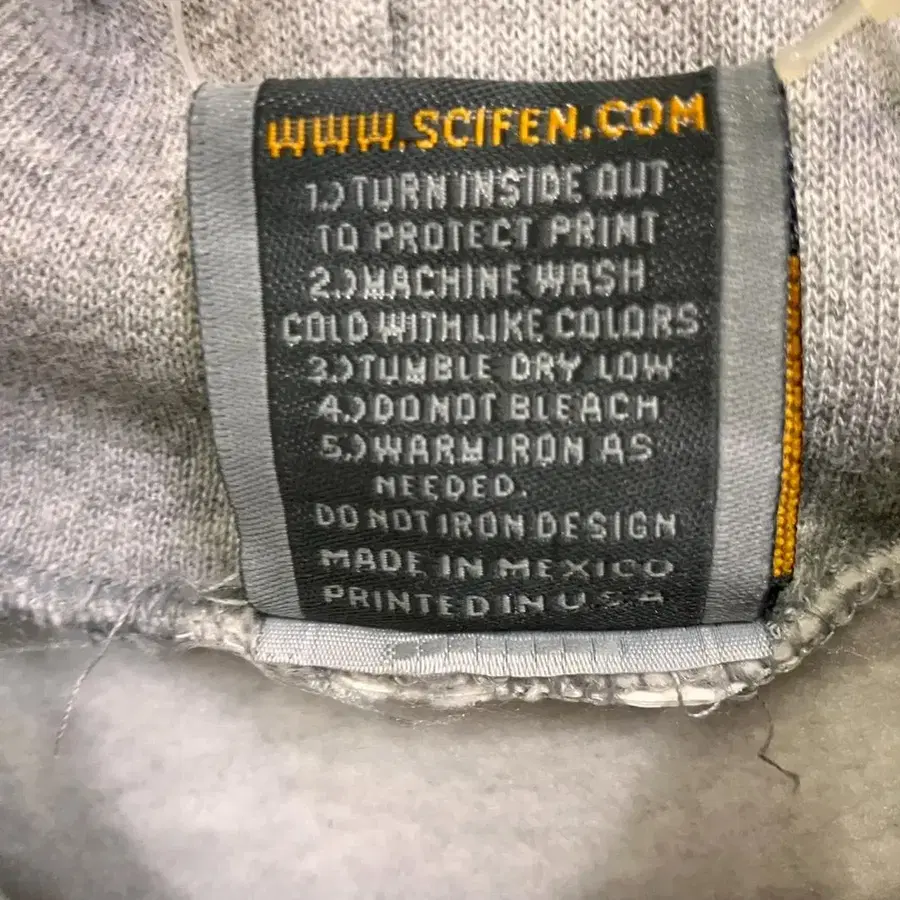 WWW.SCIFEN.COM
1.) TURN INSIDE OUT
TO PROTECT PRINT
2.) MACHINE WASH
COLD WITH LIKE COLORS
3.) TUMBLE DRY LOW
4.) DO NOT BLEACH
5.) WARM IRON AS
NEEDED.
DO NOT IRON DESIGN
MADE IN MEXICO
PRINTED IN U.S.A